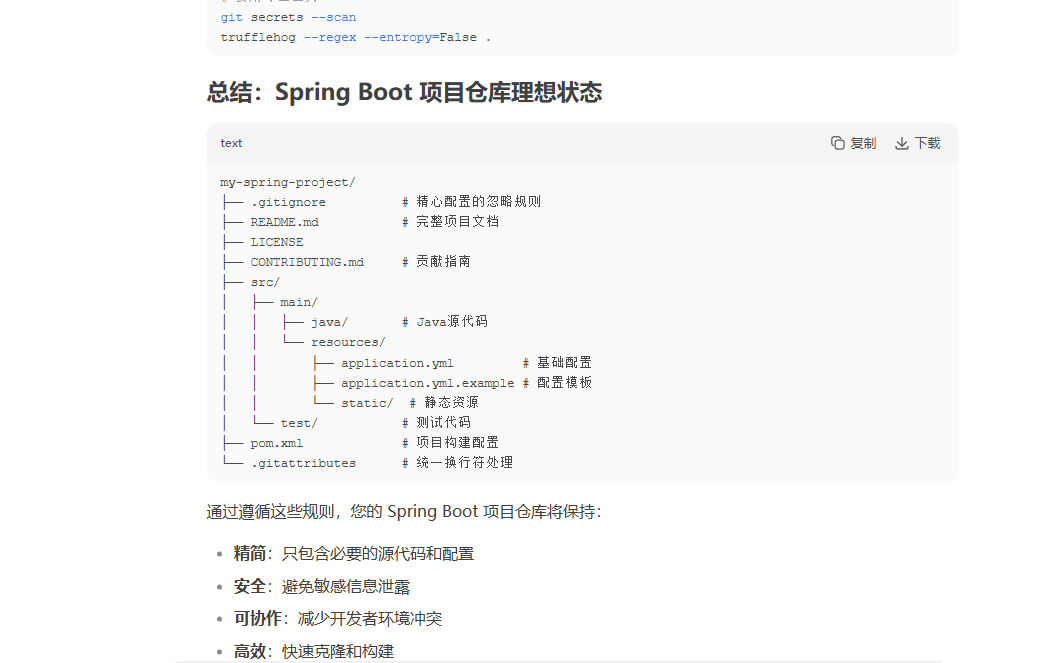 git secrets --scan
trufflehog --regex --entropy=False .
总结：Spring Boot 项目仓库理想状态
text 复制 下载
my-spring-project/
├── .gitignore # 精心配置的忽略规则
├── README.md # 完整项目文档
├── LICENSE
├── CONTRIBUTING.md # 贡献指南
├── src/
│ ├── main/
│ │ ├── java/ # Java源代码
│ │ └── resources/
│ │ ├── application.yml # 基础配置
│ │ ├── application.yml.example # 配置模板
│ │ └── static/ # 静态资源
│ └── test/ # 测试代码
├── pom.xml # 项目构建配置
└── .gitattributes # 统一换行符处理
通过遵循这些规则，您的 Spring Boot 项目仓库将保持：
• 精简：只包含必要的源代码和配置
• 安全：避免敏感信息泄露
• 可协作：减少开发者环境冲突
• 高效：快速克隆和构建